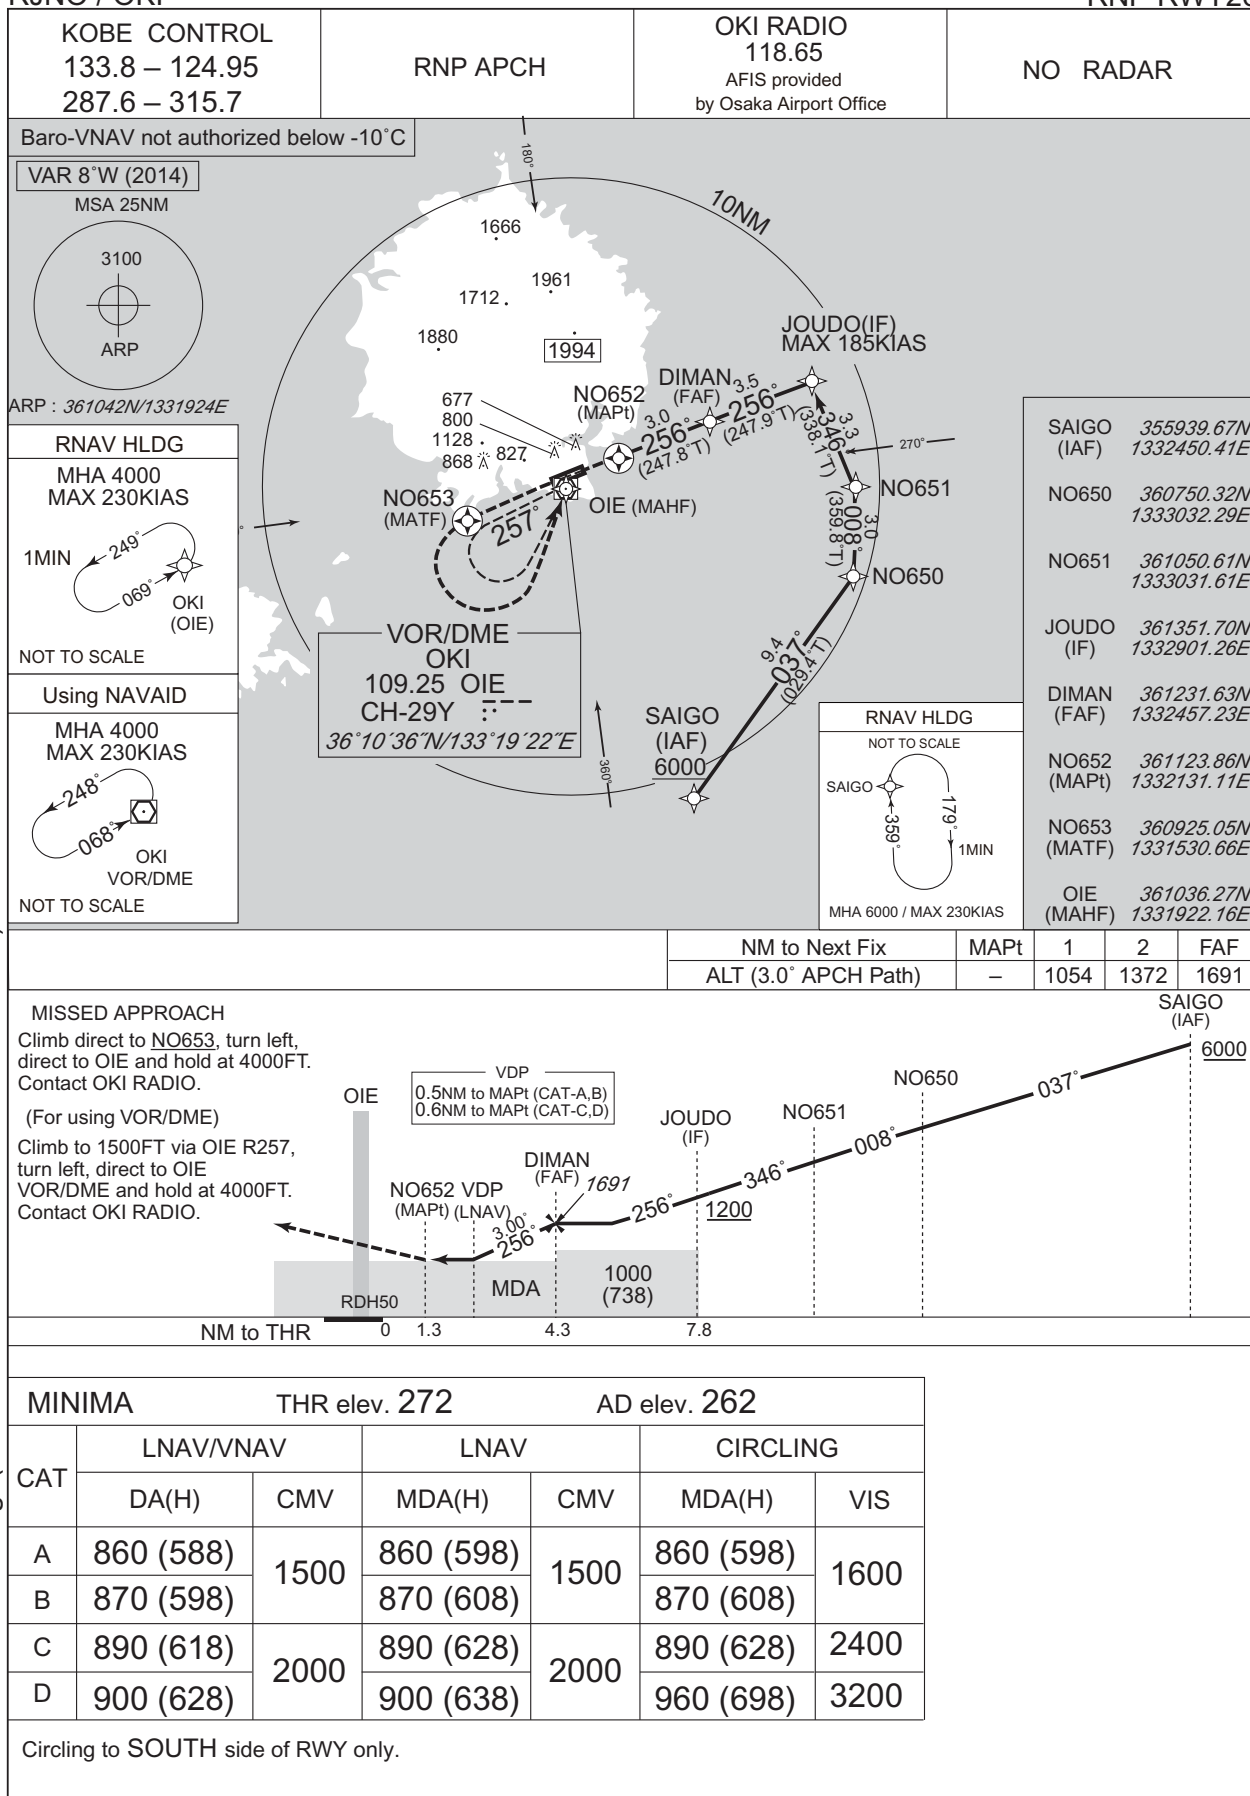 RJNO / OKI
RNP RWY26
KOBE CONTROL
133.8 – 124.95
287.6 – 315.7
RNP APCH
OKI RADIO
118.65
AFIS provided
by Osaka Airport Office
NO RADAR
Baro-VNAV not authorized below -10˚C
VAR 8˚W (2014)
MSA 25NM
3100
ARP
ARP : 361042N/1331924E
180˚
10NM
1666
1961
1712
1880
1994
677
800
1128
868
827
JOUDO(IF)
MAX 185KIAS
DIMAN
(FAF)
3.5
256˚
(247.9˚T)
NO652
(MAPt)
3.0
256˚
(247.8˚T)
3.3
346˚
(338.1˚T)
270˚
NO651
3.0
008˚
(359.8˚T)
NO650
NO653
(MATF)
257˚
OIE (MAHF)
9.4
037˚
(029.4˚T)
SAIGO
(IAF)
6000
360˚
VOR/DME
OKI
109.25 OIE
CH-29Y
36˚10´36˝N/133˚19´22˝E
RNAV HLDG
MHA 4000
MAX 230KIAS
1MIN
249˚
069˚
OKI
(OIE)
NOT TO SCALE
Using NAVAID
MHA 4000
MAX 230KIAS
248˚
068˚
OKI
VOR/DME
NOT TO SCALE
RNAV HLDG
NOT TO SCALE
SAIGO
179˚
359˚
1MIN
MHA 6000 / MAX 230KIAS
SAIGO 355939.67N
(IAF) 1332450.41E
NO650 360750.32N
1333032.29E
NO651 361050.61N
1333031.61E
JOUDO 361351.70N
(IF) 1332901.26E
DIMAN 361231.63N
(FAF) 1332457.23E
NO652 361123.86N
(MAPt) 1332131.11E
NO653 360925.05N
(MATF) 1331530.66E
OIE 361036.27N
(MAHF) 1331922.16E
NM to Next Fix MAPt 1 2 FAF
ALT (3.0˚ APCH Path) – 1054 1372 1691
MISSED APPROACH
Climb direct to NO653, turn left,
direct to OIE and hold at 4000FT.
Contact OKI RADIO.
(For using VOR/DME)
Climb to 1500FT via OIE R257,
turn left, direct to OIE
VOR/DME and hold at 4000FT.
Contact OKI RADIO.
OIE
VDP
0.5NM to MAPt (CAT-A,B)
0.6NM to MAPt (CAT-C,D)
NO652
(MAPt)
VDP
(LNAV)
DIMAN
(FAF)
1691
JOUDO
(IF)
NO651
NO650
SAIGO
(IAF)
6000
037˚
008˚
346˚
256˚
1200
3.00˚
256˚
MDA
1000
(738)
RDH50
NM to THR 0 1.3 4.3 7.8
MINIMA THR elev. 272 AD elev. 262
CAT LNAV/VNAV LNAV CIRCLING
DA(H) CMV MDA(H) CMV MDA(H) VIS
A 860 (588) 1500 860 (598) 1500 860 (598) 1600
B 870 (598) 870 (608) 870 (608)
C 890 (618) 2000 890 (628) 2000 890 (628) 2400
D 900 (628) 900 (638) 960 (698) 3200
Circling to SOUTH side of RWY only.